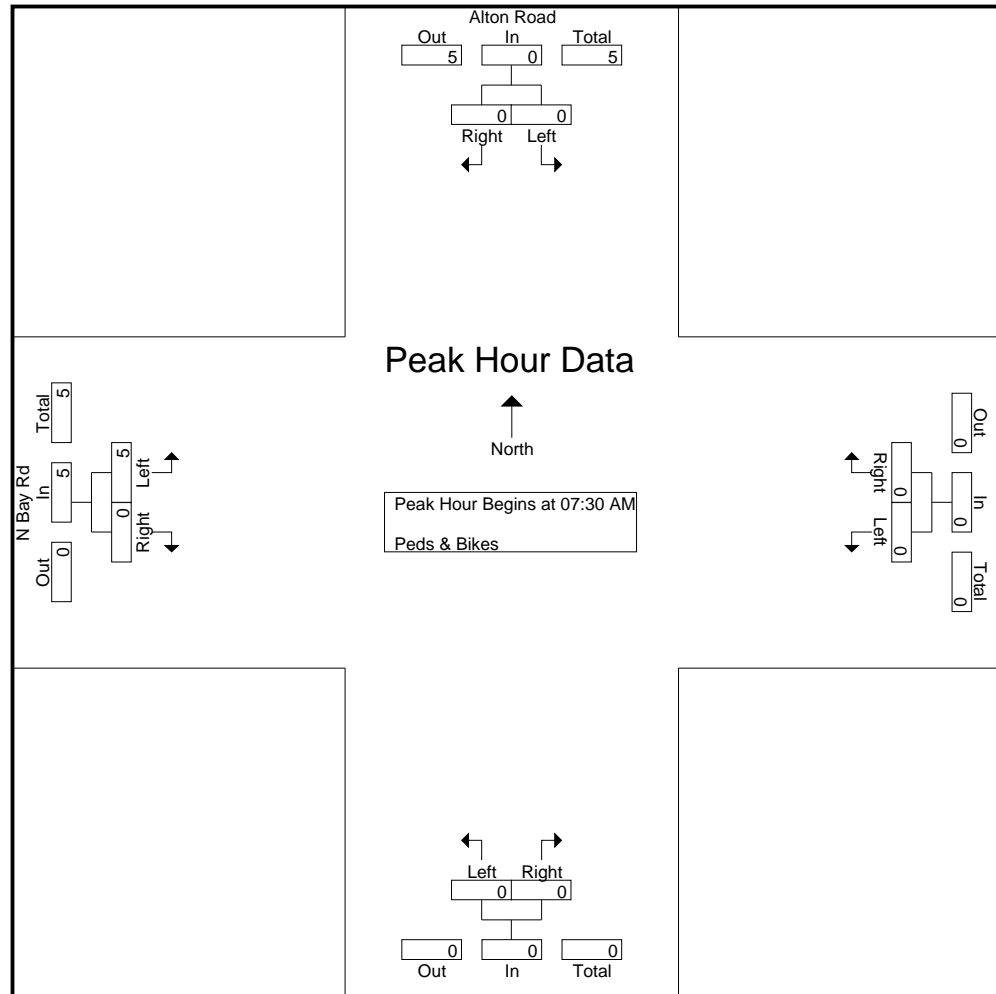 Alton Road
Out In Total
5 0 5
0 0
Right Left
Peak Hour Data
North
Peak Hour Begins at 07:30 AM
Peds & Bikes
N Bay Rd
Out In Total
0 5 5
Right Left
0 5
Right Left
0 0
Out In Total
0 0 0
Left Right
0 0
0 0 0
Out In Total